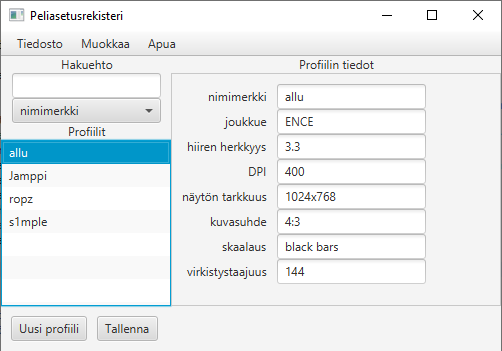 Peliasetusrekisteri
Tiedosto Muokkaa Apua
Hakuehto
nimimerkki
Profiilit
allu
Jamppi
ropz
s1mple
Profiilin tiedot
nimimerkki allu
joukkue ENCE
hiiren herkkyys 3.3
DPI 400
näytön tarkkuus 1024x768
kuvasuhde 4:3
skaalaus black bars
virkistystaajuus 144
Uusi profiili Tallenna